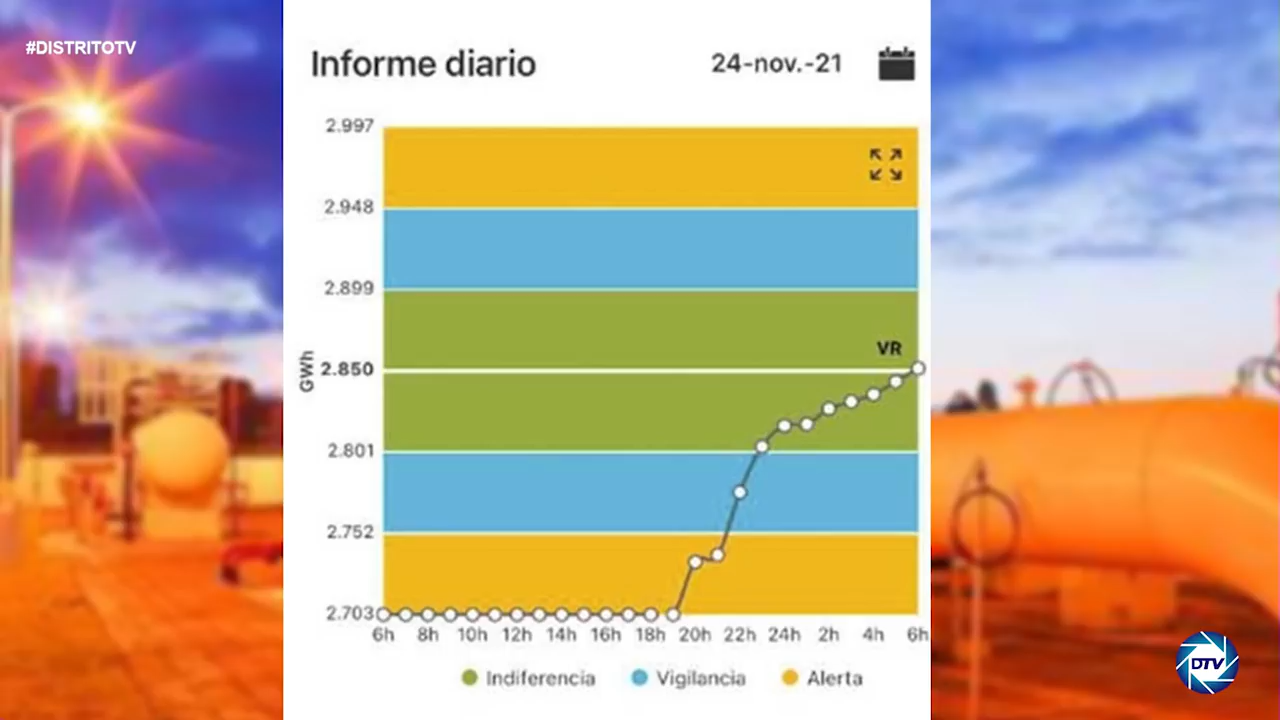 #DISTRITOTV
Informe diario
24-nov.-21
2.997
2.948
2.899
GWh
2.850
VR
2.801
2.752
2.703
6h 8h 10h 12h 14h 16h 18h 20h 22h 24h 2h 4h 6h
Indiferencia Vigilancia Alerta
DTV